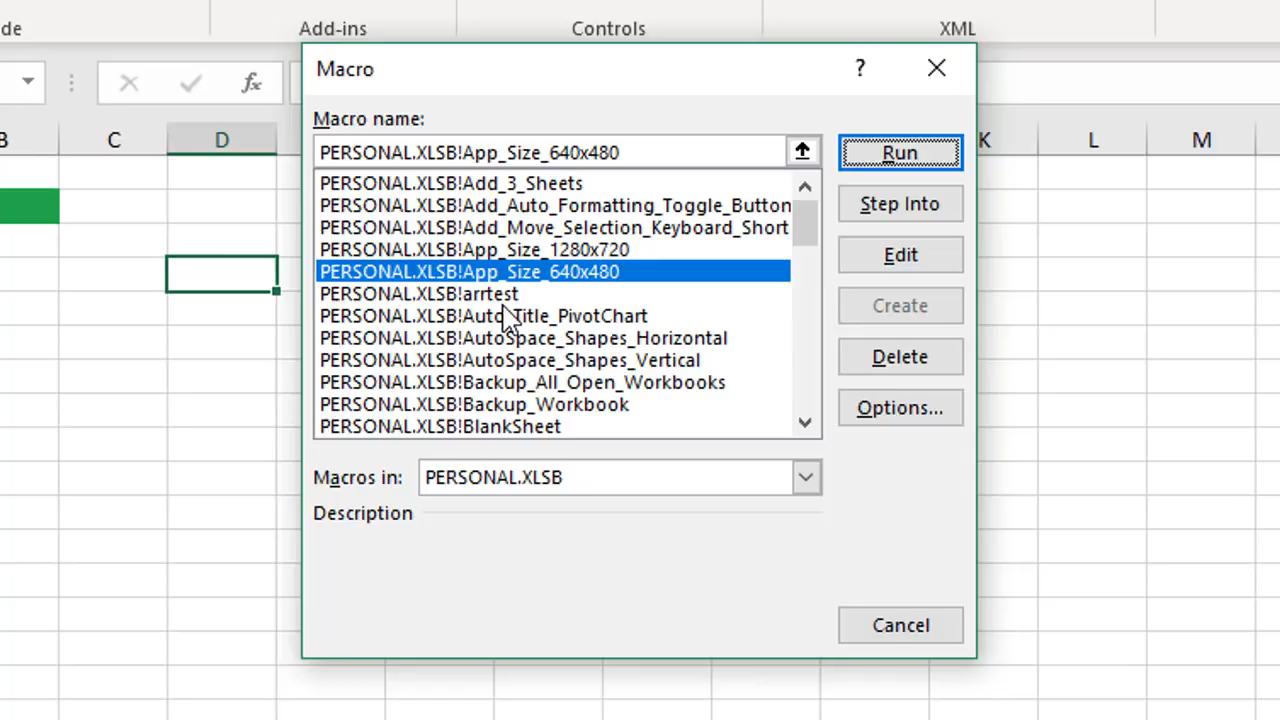 de Add-ins Controls XML
Macro ? ×
fx
Macro name:
B C D K L M
PERSONAL.XLSB!App_Size_640x480 Run
PERSONAL.XLSB!Add_3_Sheets
PERSONAL.XLSB!Add_Auto_Formatting_Toggle_Button Step Into
PERSONAL.XLSB!Add_Move_Selection_Keyboard_Short
PERSONAL.XLSB!App_Size_1280x720 Edit
PERSONAL.XLSB!App_Size_640x480
PERSONAL.XLSB!arrtest Create
PERSONAL.XLSB!Auto_Title_PivotChart
PERSONAL.XLSB!AutoSpace_Shapes_Horizontal
PERSONAL.XLSB!AutoSpace_Shapes_Vertical Delete
PERSONAL.XLSB!Backup_All_Open_Workbooks
PERSONAL.XLSB!Backup_Workbook Options...
PERSONAL.XLSB!BlankSheet
Macros in: PERSONAL.XLSB
Description
Cancel